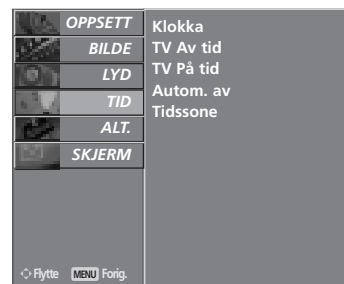 OPPSETT
BILDE
LYD
TID
ALT.
SKJERM
Klokka
TV Av tid
TV På tid
Autom. av
Tidssone
Flytte MENU Forig.